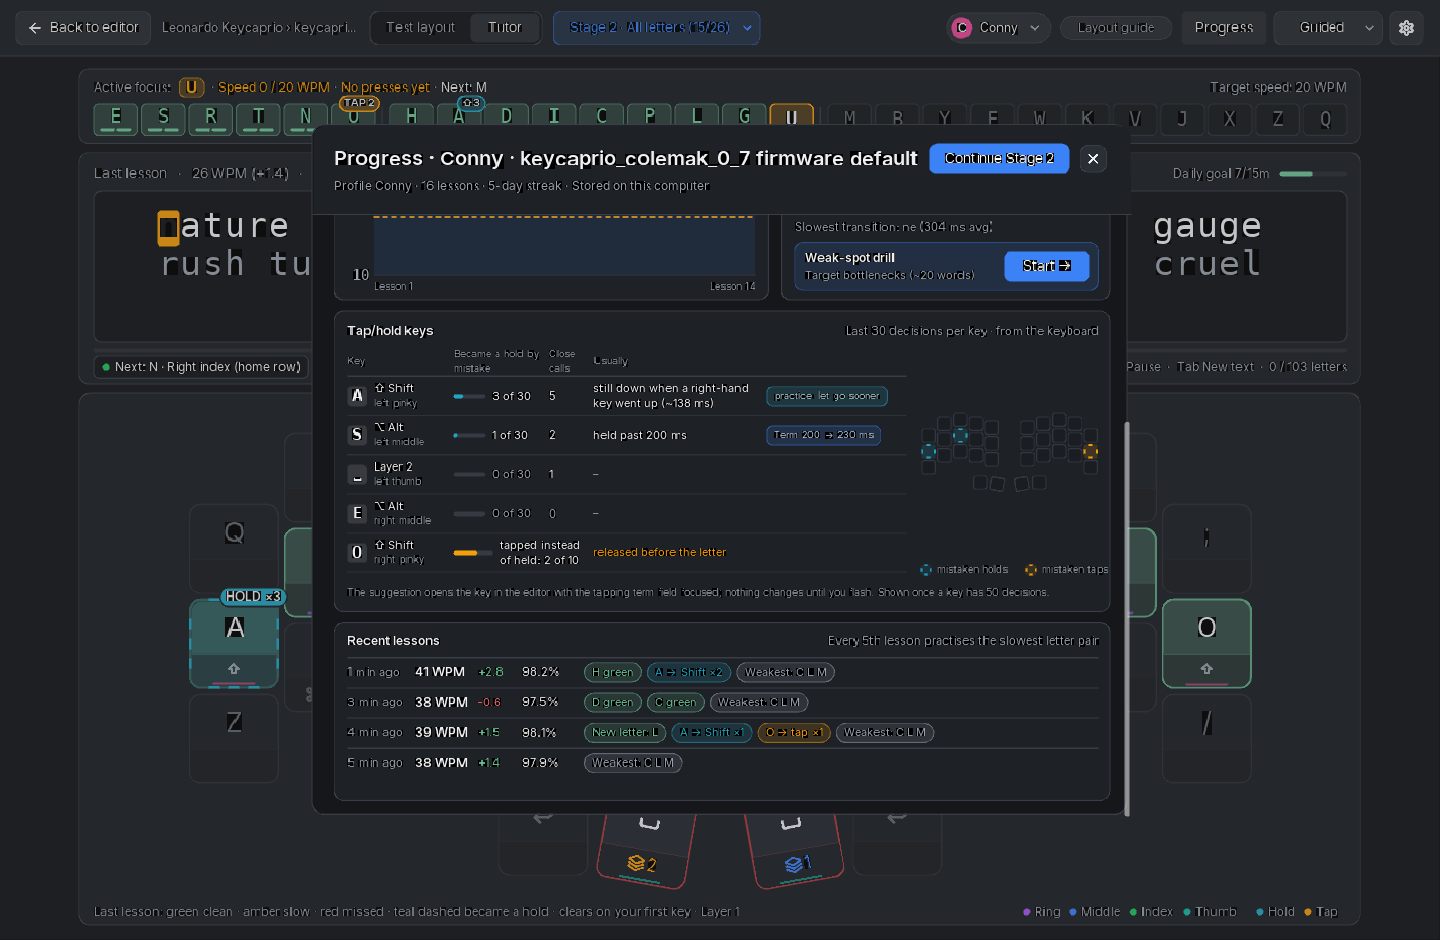 Back to editor
Leonardo Keycaprio › keycapri...
Test layout
Tutor
Stage 2 · All letters (15/26)
C
Conny
Layout guide
Progress
Guided
Active focus: U · Speed 0 / 20 WPM · No presses yet · Next: M
Target speed: 20 WPM
TAP 2
⇧3
E S R T N O H A D I C P L G U M B Y F W K V J X Z Q
Last lesson · 26 WPM (+1.4) ·
Daily goal 7/15m
nature
gauge
rush tu
cruel
Next: N · Right index (home row)
Pause · Tab New text · 0 / 103 letters
Progress · Conny · keycaprio_colemak_0_7 firmware default
Continue Stage 2
Profile Conny · 16 lessons · 5-day streak · Stored on this computer
10
Lesson 1
Lesson 14
Slowest transition: ne (304 ms avg)
Weak-spot drill
Target bottlenecks (~20 words)
Start →
Tap/hold keys
Last 30 decisions per key · from the keyboard
Key
Became a hold by mistake
Close calls
Usually
A ⇧ Shift left pinky
3 of 30
5
still down when a right-hand key went up (~138 ms)
practice: let go sooner
S ⌥ Alt left middle
1 of 30
2
held past 200 ms
Term 200 → 230 ms
Layer 2 left thumb
0 of 30
1
–
E ⌥ Alt right middle
0 of 30
0
–
O ⇧ Shift right pinky
tapped instead of held: 2 of 10
released before the letter
mistaken holds
mistaken taps
The suggestion opens the key in the editor with the tapping term field focused; nothing changes until you flash. Shown once a key has 50 decisions.
Recent lessons
Every 5th lesson practises the slowest letter pair
1 min ago 41 WPM +2.8 98.2% H green A → Shift ×2 Weakest: C L M
3 min ago 38 WPM -0.6 97.5% D green C green Weakest: C L M
4 min ago 39 WPM +1.5 98.1% New letter: L A → Shift ×1 O → tap ×1 Weakest: C L M
5 min ago 38 WPM +1.4 97.9% Weakest: C L M
Q
HOLD ×3
A
⇧
Z
;
O
⇧
/
2
1
Last lesson: green clean · amber slow · red missed · teal dashed became a hold · clears on your first key · Layer 1
Ring
Middle
Index
Thumb
Hold
Tap